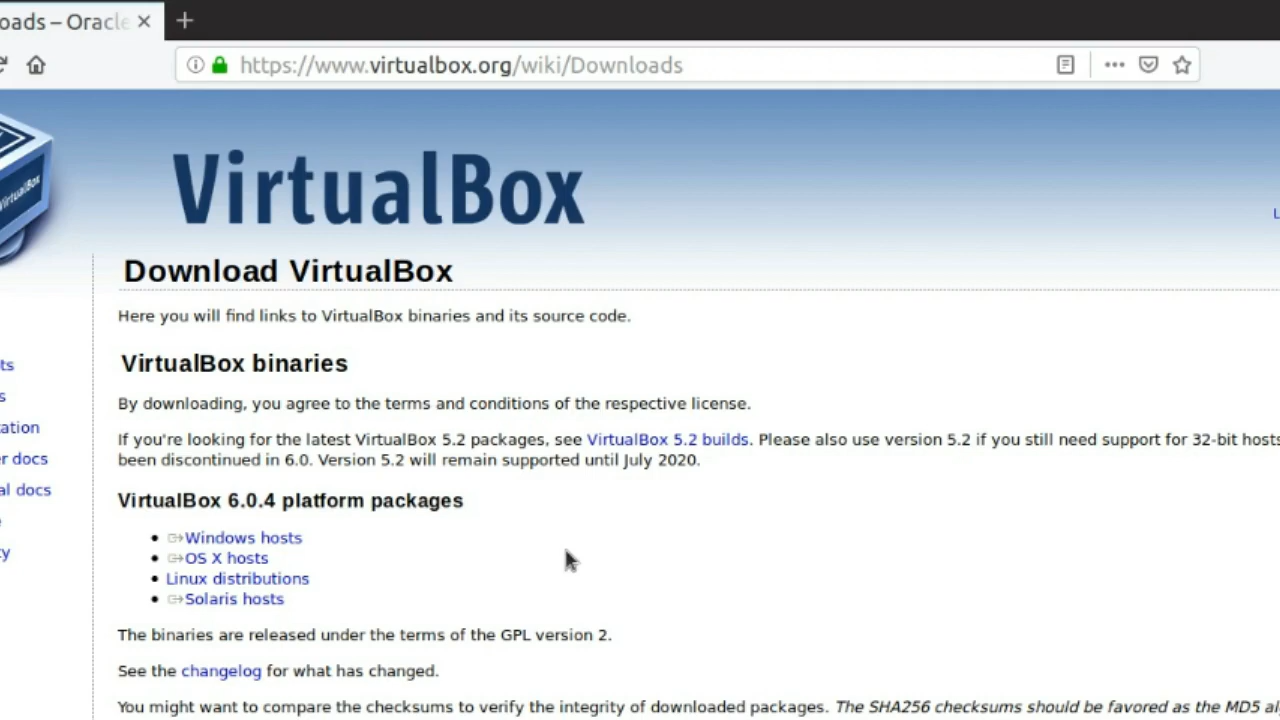 oads – Oracle
https://www.virtualbox.org/wiki/Downloads
VirtualBox
VirtualBox
Download VirtualBox
Here you will find links to VirtualBox binaries and its source code.
ts
VirtualBox binaries
s
By downloading, you agree to the terms and conditions of the respective license.
ation
If you're looking for the latest VirtualBox 5.2 packages, see VirtualBox 5.2 builds. Please also use version 5.2 if you still need support for 32-bit hosts
er docs
been discontinued in 6.0. Version 5.2 will remain supported until July 2020.
al docs
VirtualBox 6.0.4 platform packages
Windows hosts
ty
OS X hosts
Linux distributions
Solaris hosts
The binaries are released under the terms of the GPL version 2.
See the changelog for what has changed.
You might want to compare the checksums to verify the integrity of downloaded packages. The SHA256 checksums should be favored as the MD5 al